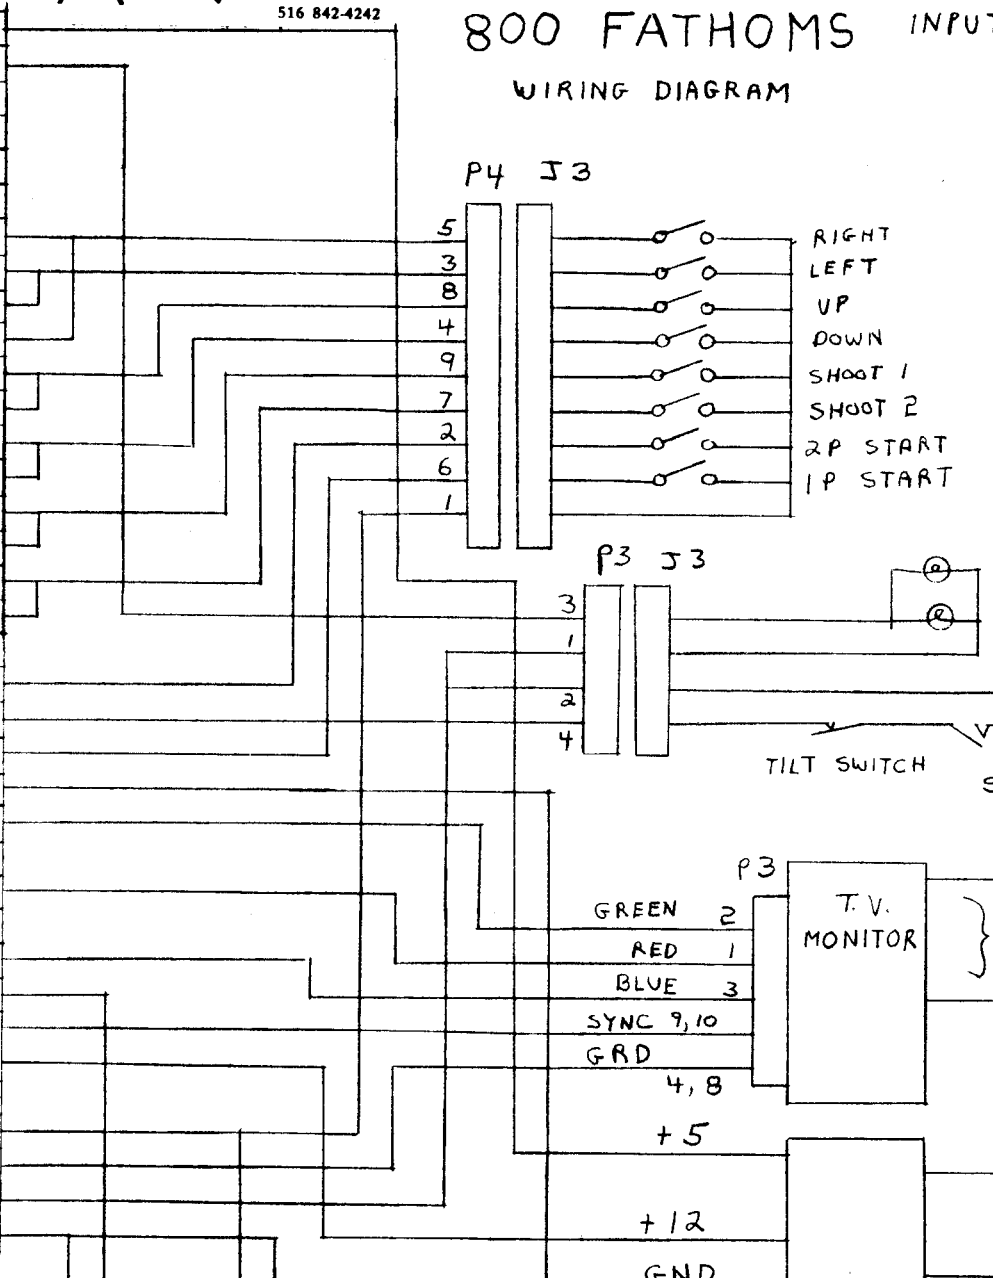 516 842-4242
800 FATHOMS INPUT
WIRING DIAGRAM
P4 J3
5 RIGHT
3 LEFT
8 UP
4 DOWN
9 SHOOT 1
7 SHOOT 2
2 2P START
6 1P START
1
P3 J3
3
1
2
4
TILT SWITCH
P3
T.V.
MONITOR
GREEN 2
RED 1
BLUE 3
SYNC 9,10
GRD
4,8
+5
+12
GND